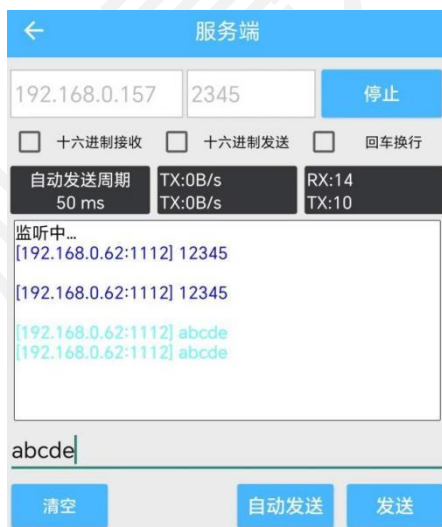 服务端
192.168.0.157 2345 停止
十六进制接收 十六进制发送 回车换行
自动发送周期 TX:0B/s RX:14
50 ms TX:0B/s TX:10
监听中...
[192.168.0.62:1112] 12345
[192.168.0.62:1112] 12345
[192.168.0.62:1112] abcde
[192.168.0.62:1112] abcde
abcde
清空 自动发送 发送